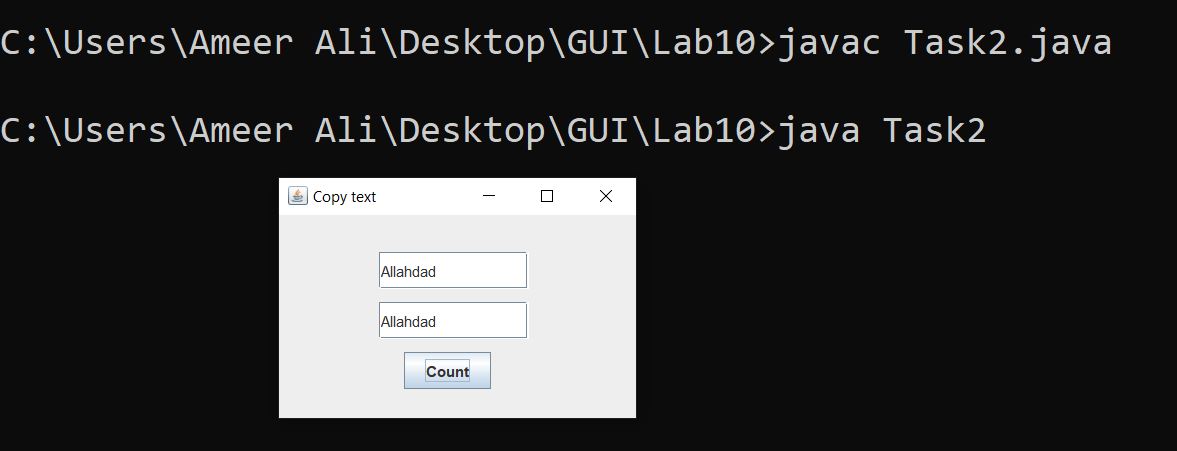 C:\Users\Ameer Ali\Desktop\GUI\Lab10>javac Task2.java
C:\Users\Ameer Ali\Desktop\GUI\Lab10>java Task2
Copy text
Allahdad
Allahdad
Count